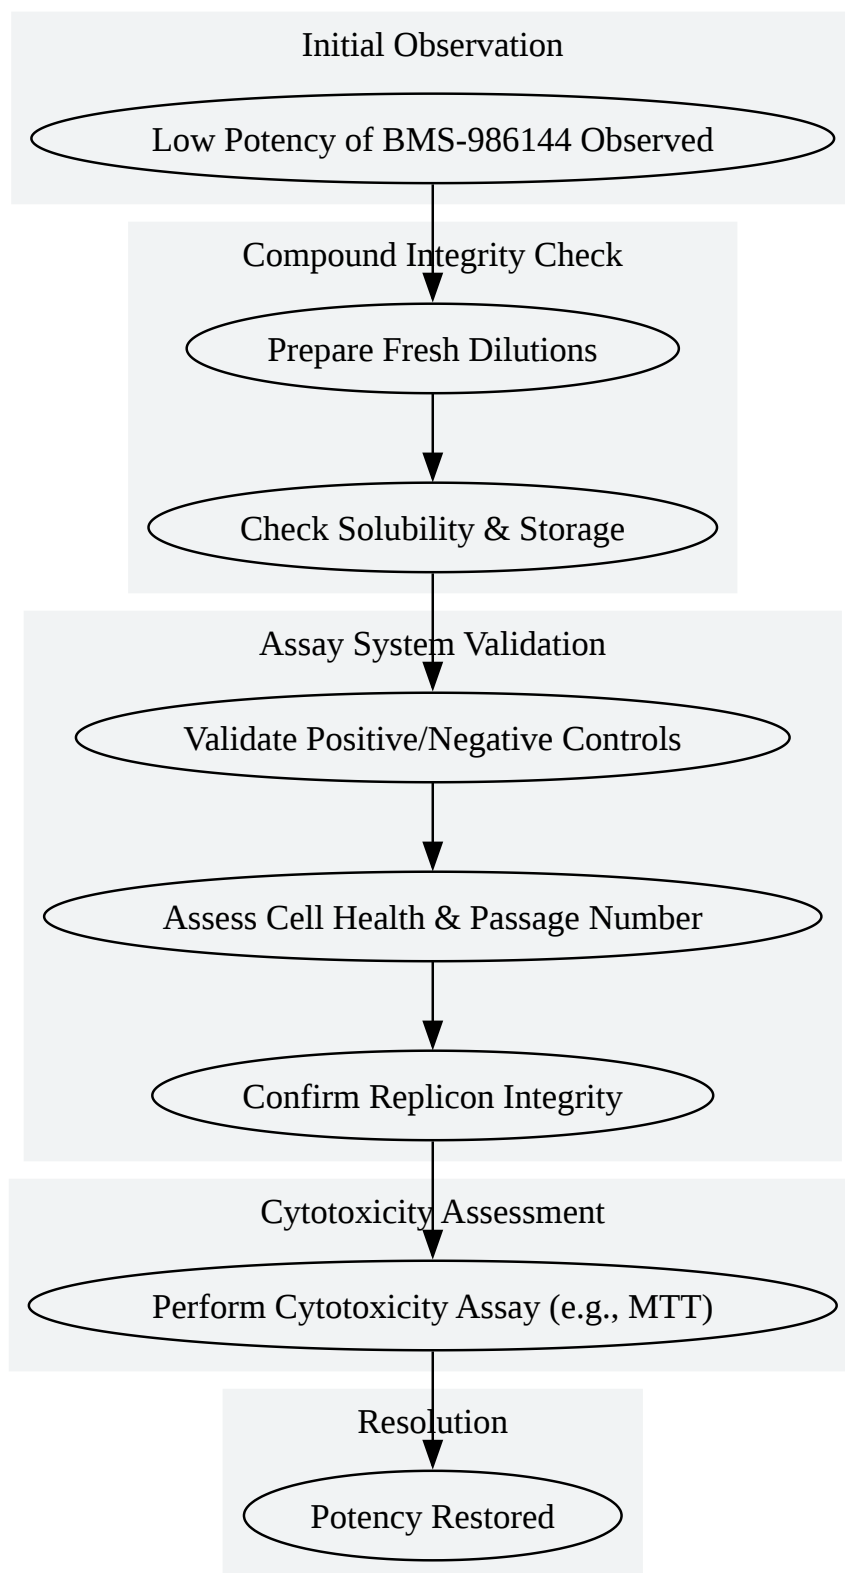 Initial Observation
Low Potency of BMS-986144 Observed
Compound Integrity Check
Prepare Fresh Dilutions
Check Solubility & Storage
Assay System Validation
Validate Positive/Negative Controls
Assess Cell Health & Passage Number
Confirm Replicon Integrity
Cytotoxicity Assessment
Perform Cytotoxicity Assay (e.g., MTT)
Resolution
Potency Restored